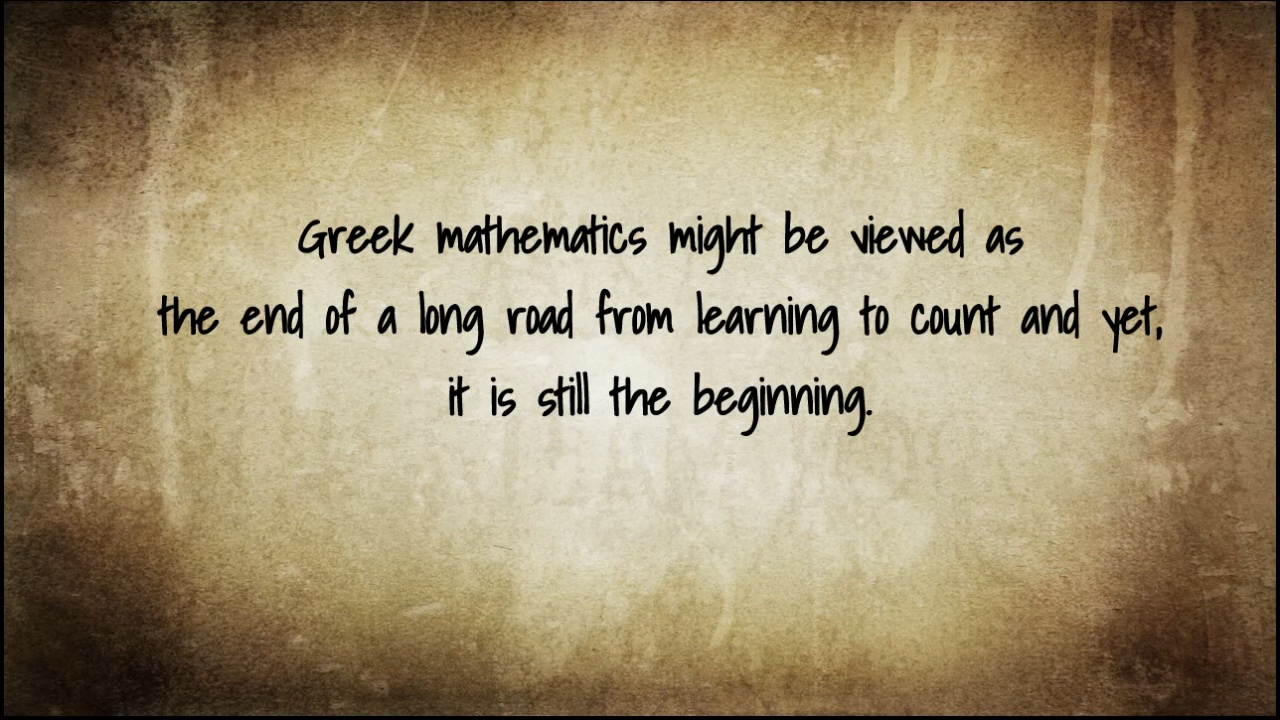 Greek mathematics might be viewed as
the end of a long road from learning to count and yet,
it is still the beginning.